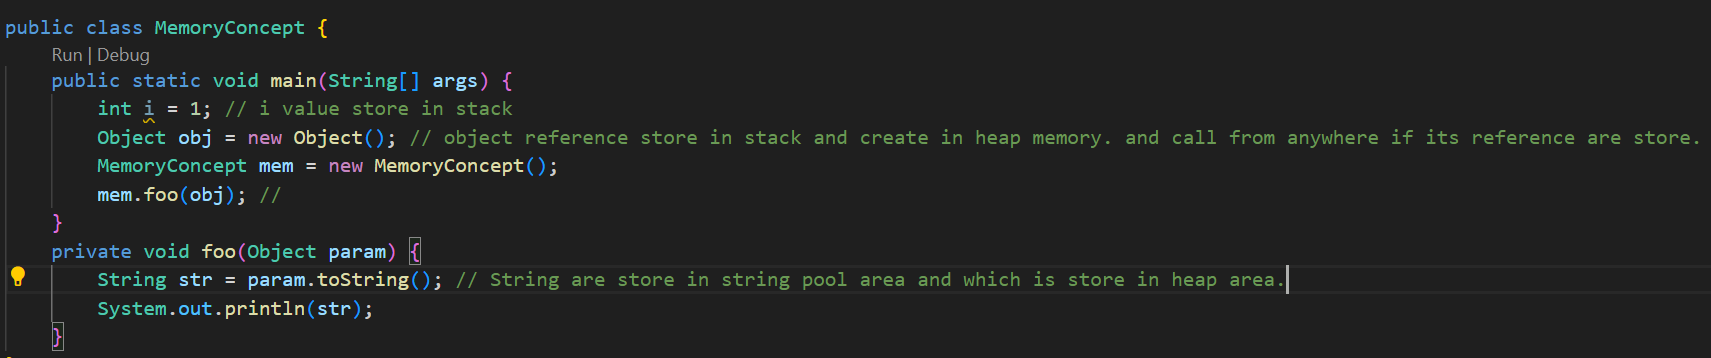 public class MemoryConcept {
Run | Debug
public static void main(String[] args) {
int i = 1; // i value store in stack
Object obj = new Object(); // object reference store in stack and create in heap memory. and call from anywhere if its reference are store.
MemoryConcept mem = new MemoryConcept();
mem.foo(obj); //
}
private void foo(Object param) {
String str = param.toString(); // String are store in string pool area and which is store in heap area.
System.out.println(str);
}